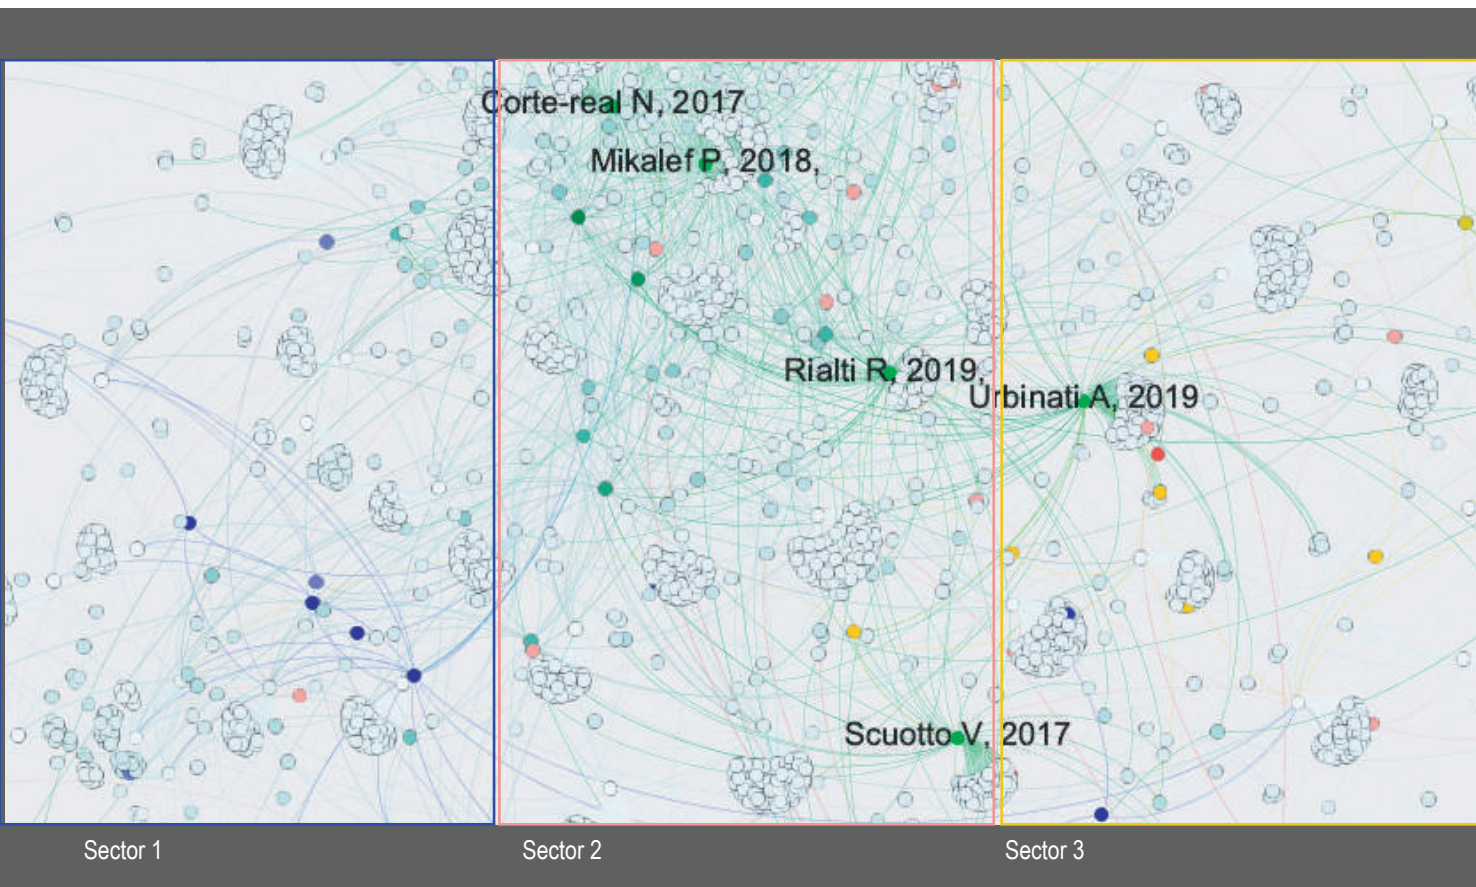 Corte-real N, 2017
Mikalef P, 2018,
Rialti R, 2019,
Urbinati A, 2019
Scuotto V, 2017
Sector 1
Sector 2
Sector 3